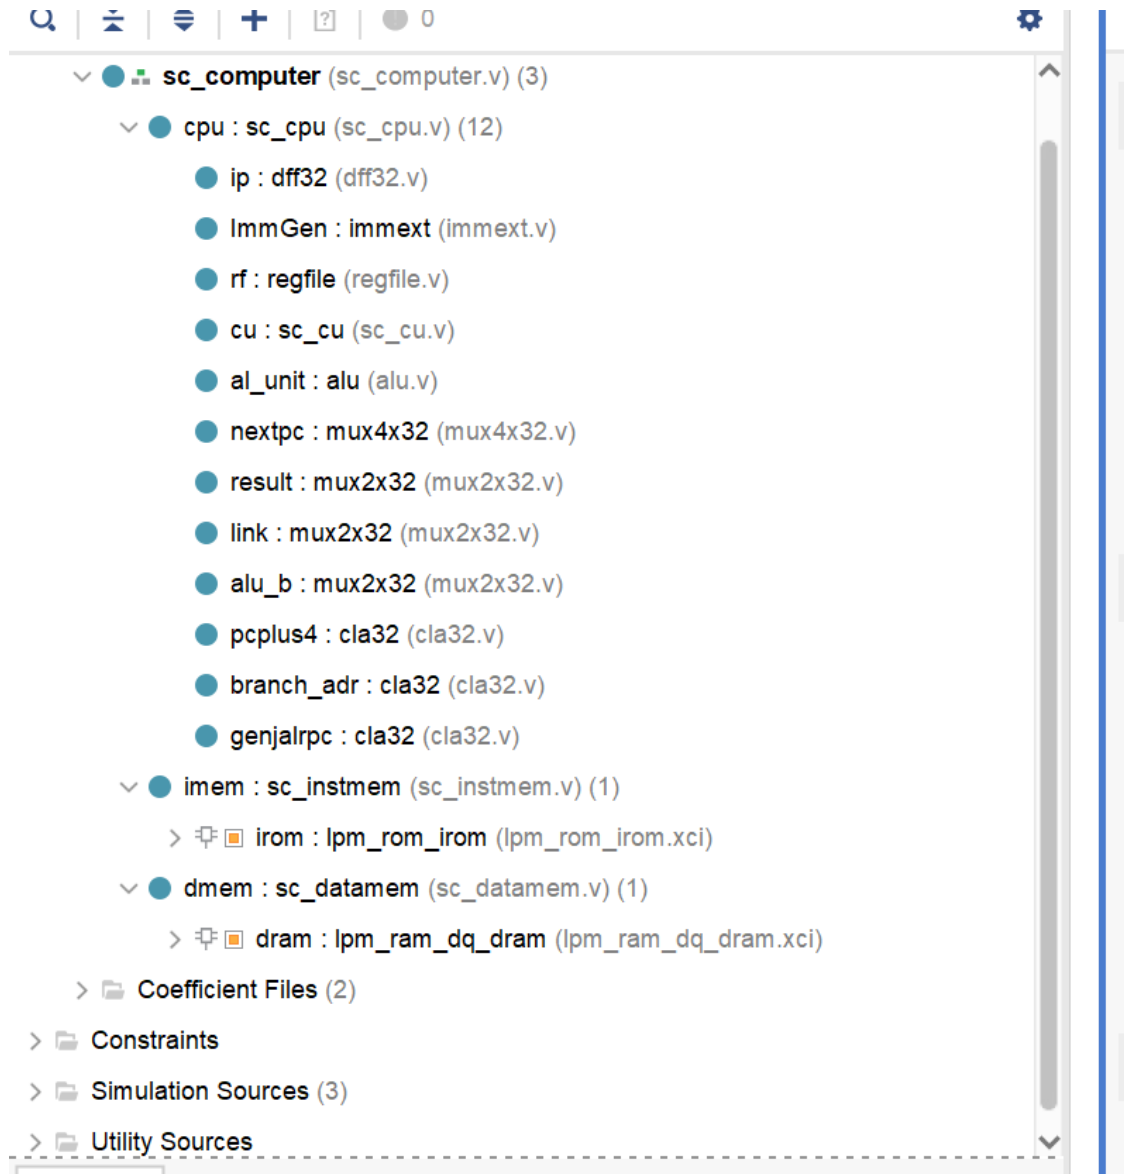 0
sc_computer (sc_computer.v) (3)
cpu : sc_cpu (sc_cpu.v) (12)
ip : dff32 (dff32.v)
ImmGen : immext (immext.v)
rf : regfile (regfile.v)
cu : sc_cu (sc_cu.v)
al_unit : alu (alu.v)
nextpc : mux4x32 (mux4x32.v)
result : mux2x32 (mux2x32.v)
link : mux2x32 (mux2x32.v)
alu_b : mux2x32 (mux2x32.v)
pcplus4 : cla32 (cla32.v)
branch_adr : cla32 (cla32.v)
genjalrpc : cla32 (cla32.v)
imem : sc_instmem (sc_instmem.v) (1)
irom : lpm_rom_irom (lpm_rom_irom.xci)
dmem : sc_datamem (sc_datamem.v) (1)
dram : lpm_ram_dq_dram (lpm_ram_dq_dram.xci)
Coefficient Files (2)
Constraints
Simulation Sources (3)
Utility Sources